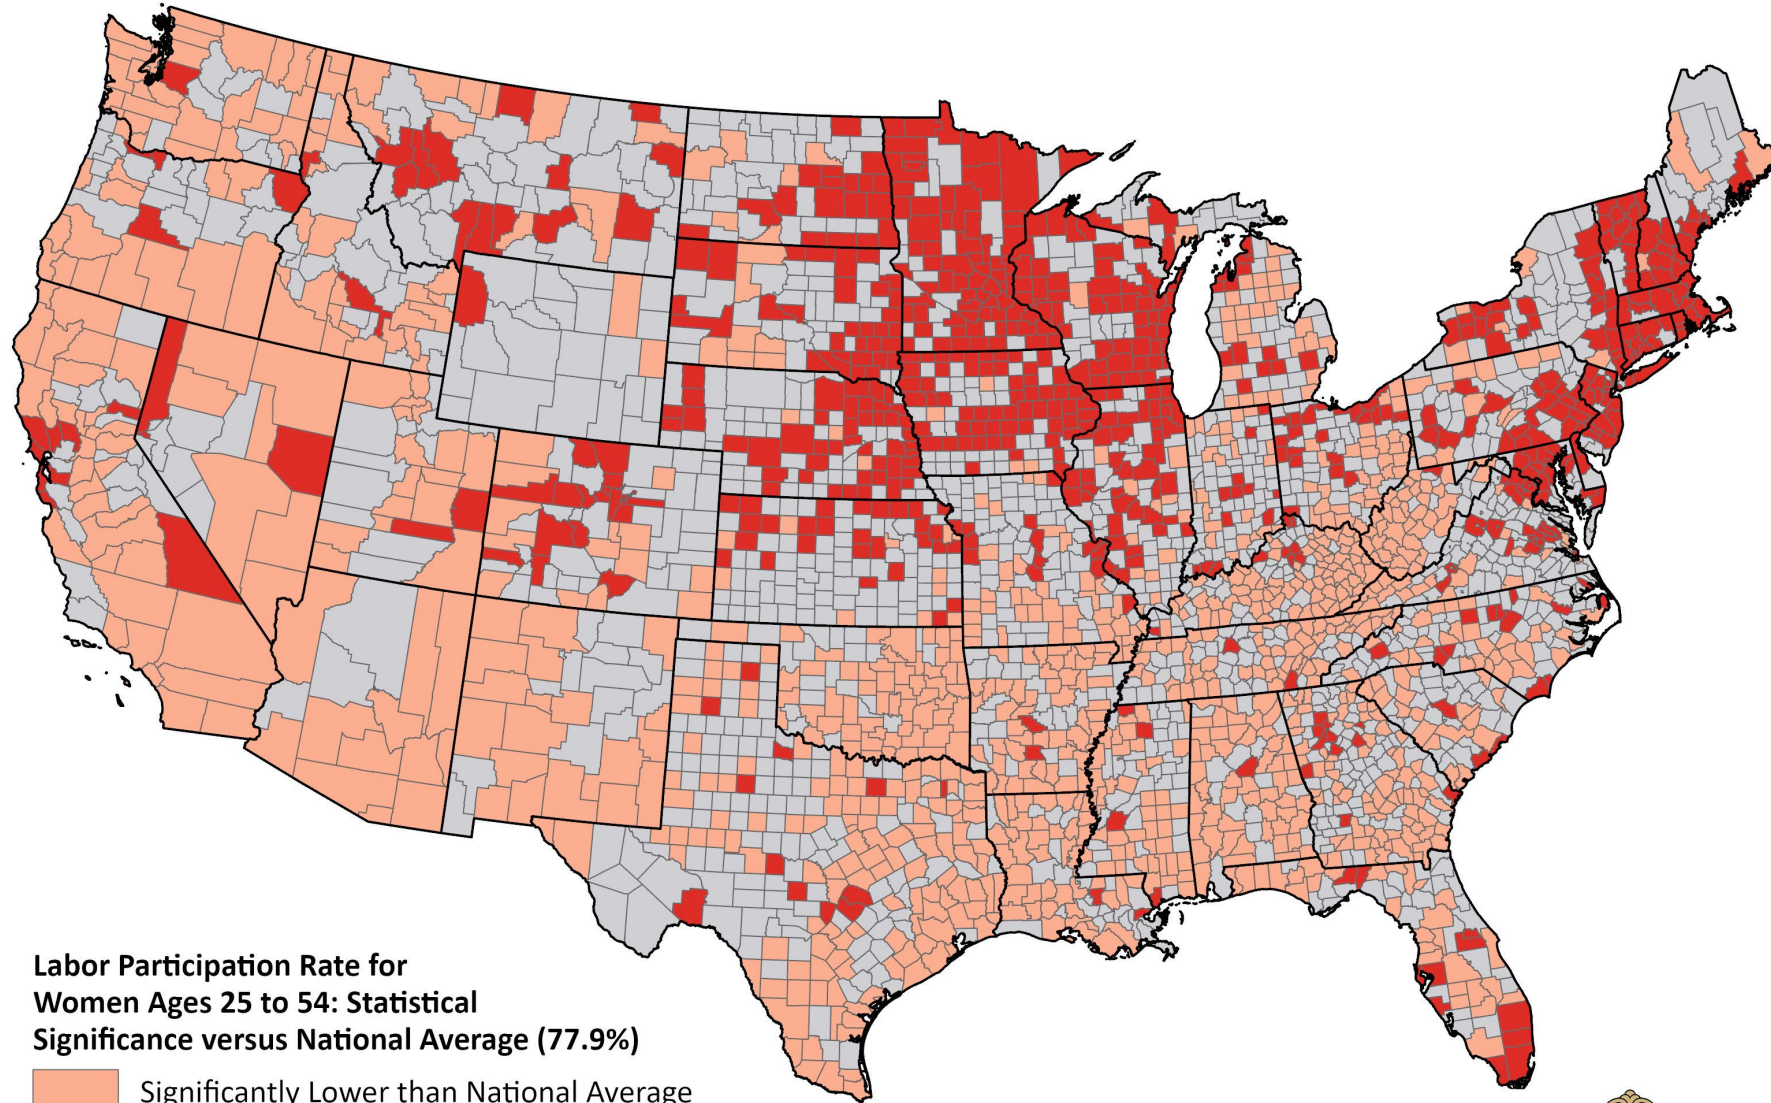 Labor Participation Rate for
Women Ages 25 to 54: Statistical
Significance versus National Average (77.9%)
Significantly Lower than National Average